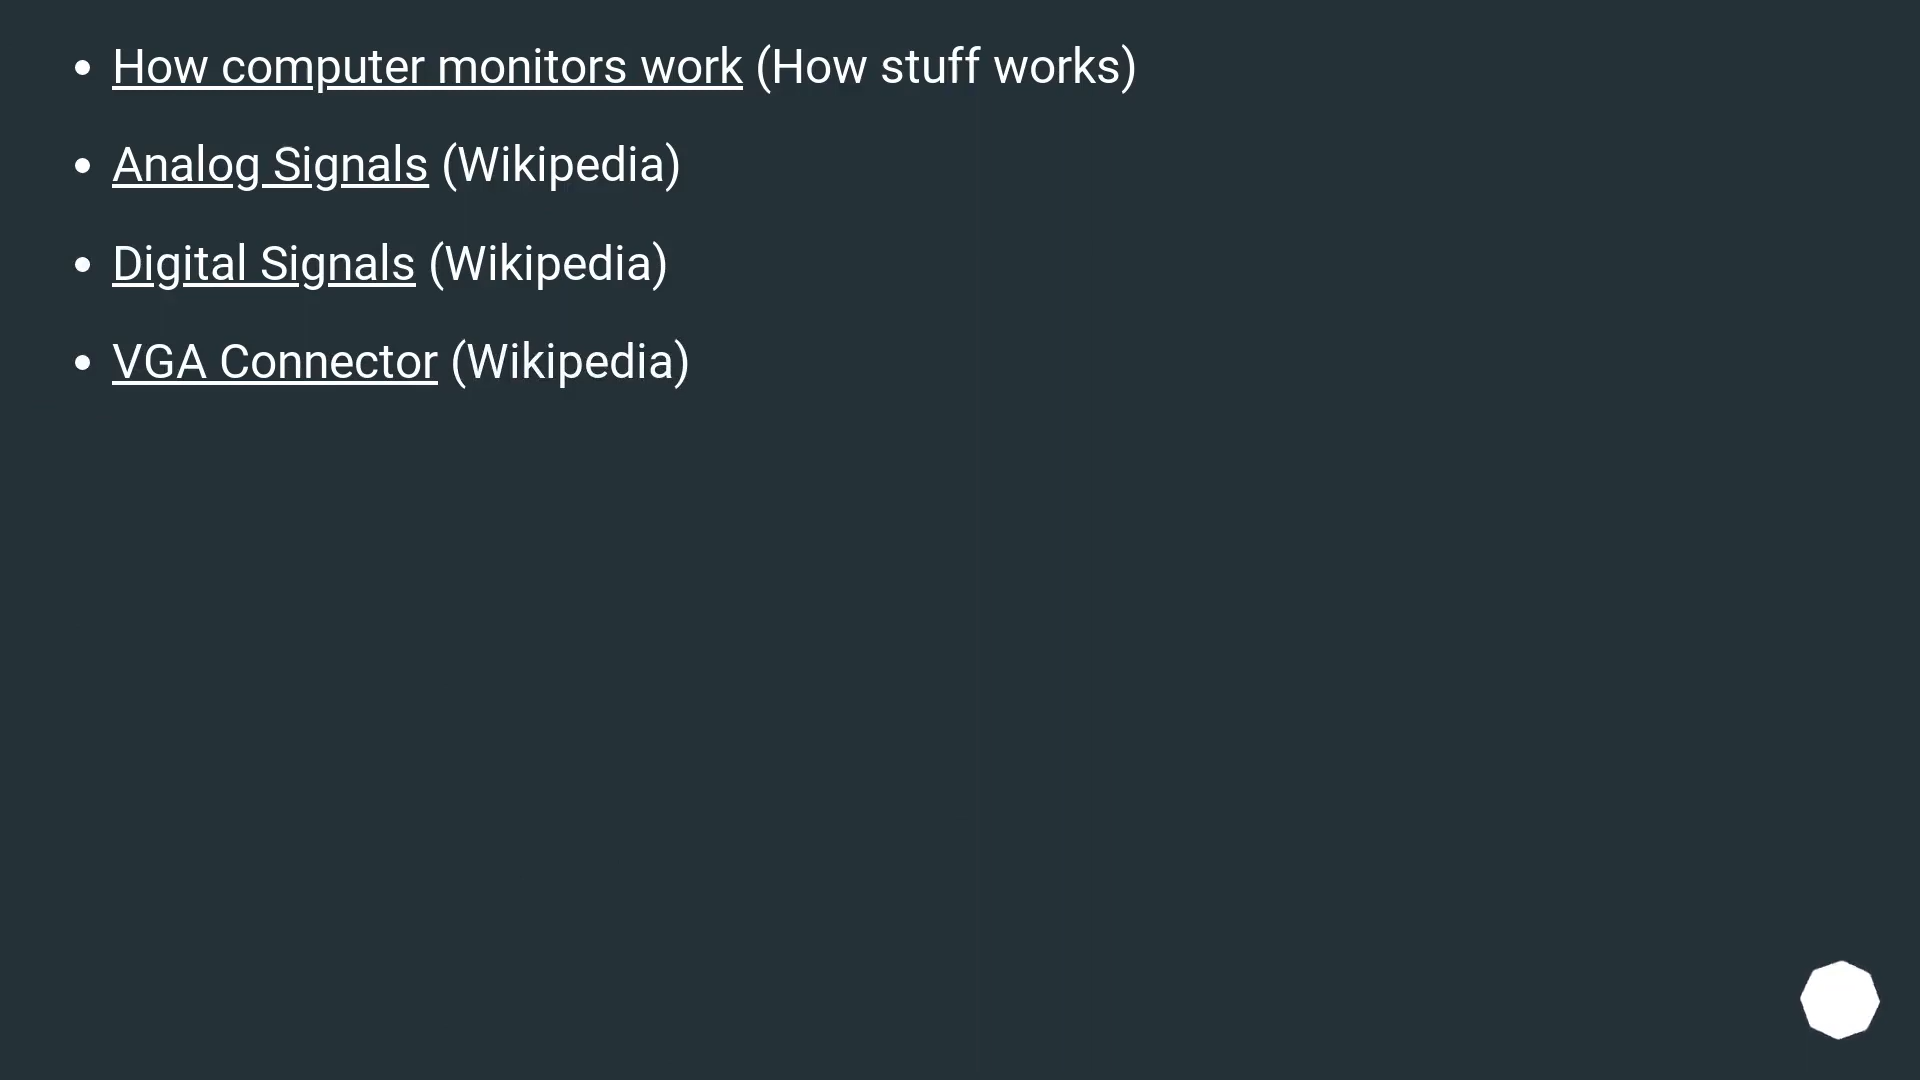 How computer monitors work (How stuff works)
Analog Signals (Wikipedia)
Digital Signals (Wikipedia)
VGA Connector (Wikipedia)